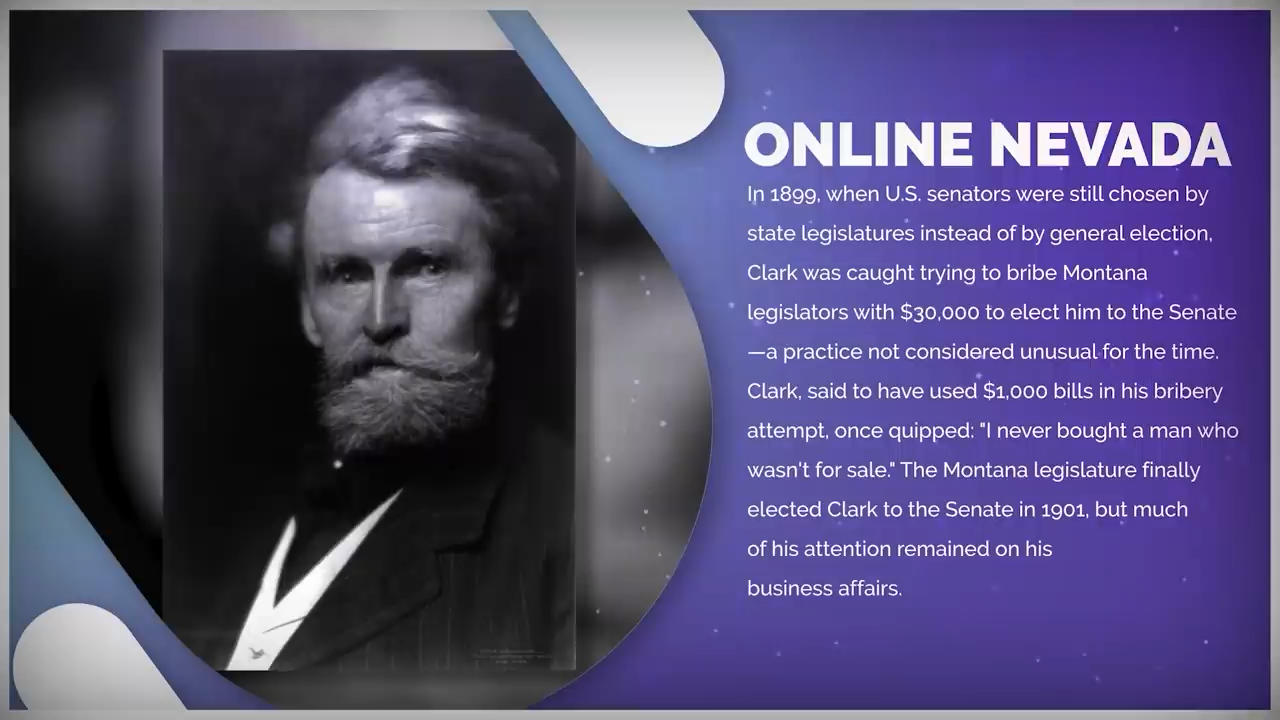 ONLINE NEVADA
In 1899, when U.S. senators were still chosen by
state legislatures instead of by general election,
Clark was caught trying to bribe Montana
legislators with $30,000 to elect him to the Senate
—a practice not considered unusual for the time.
Clark, said to have used $1,000 bills in his bribery
attempt, once quipped: "I never bought a man who
wasn't for sale." The Montana legislature finally
elected Clark to the Senate in 1901, but much
of his attention remained on his
business affairs.